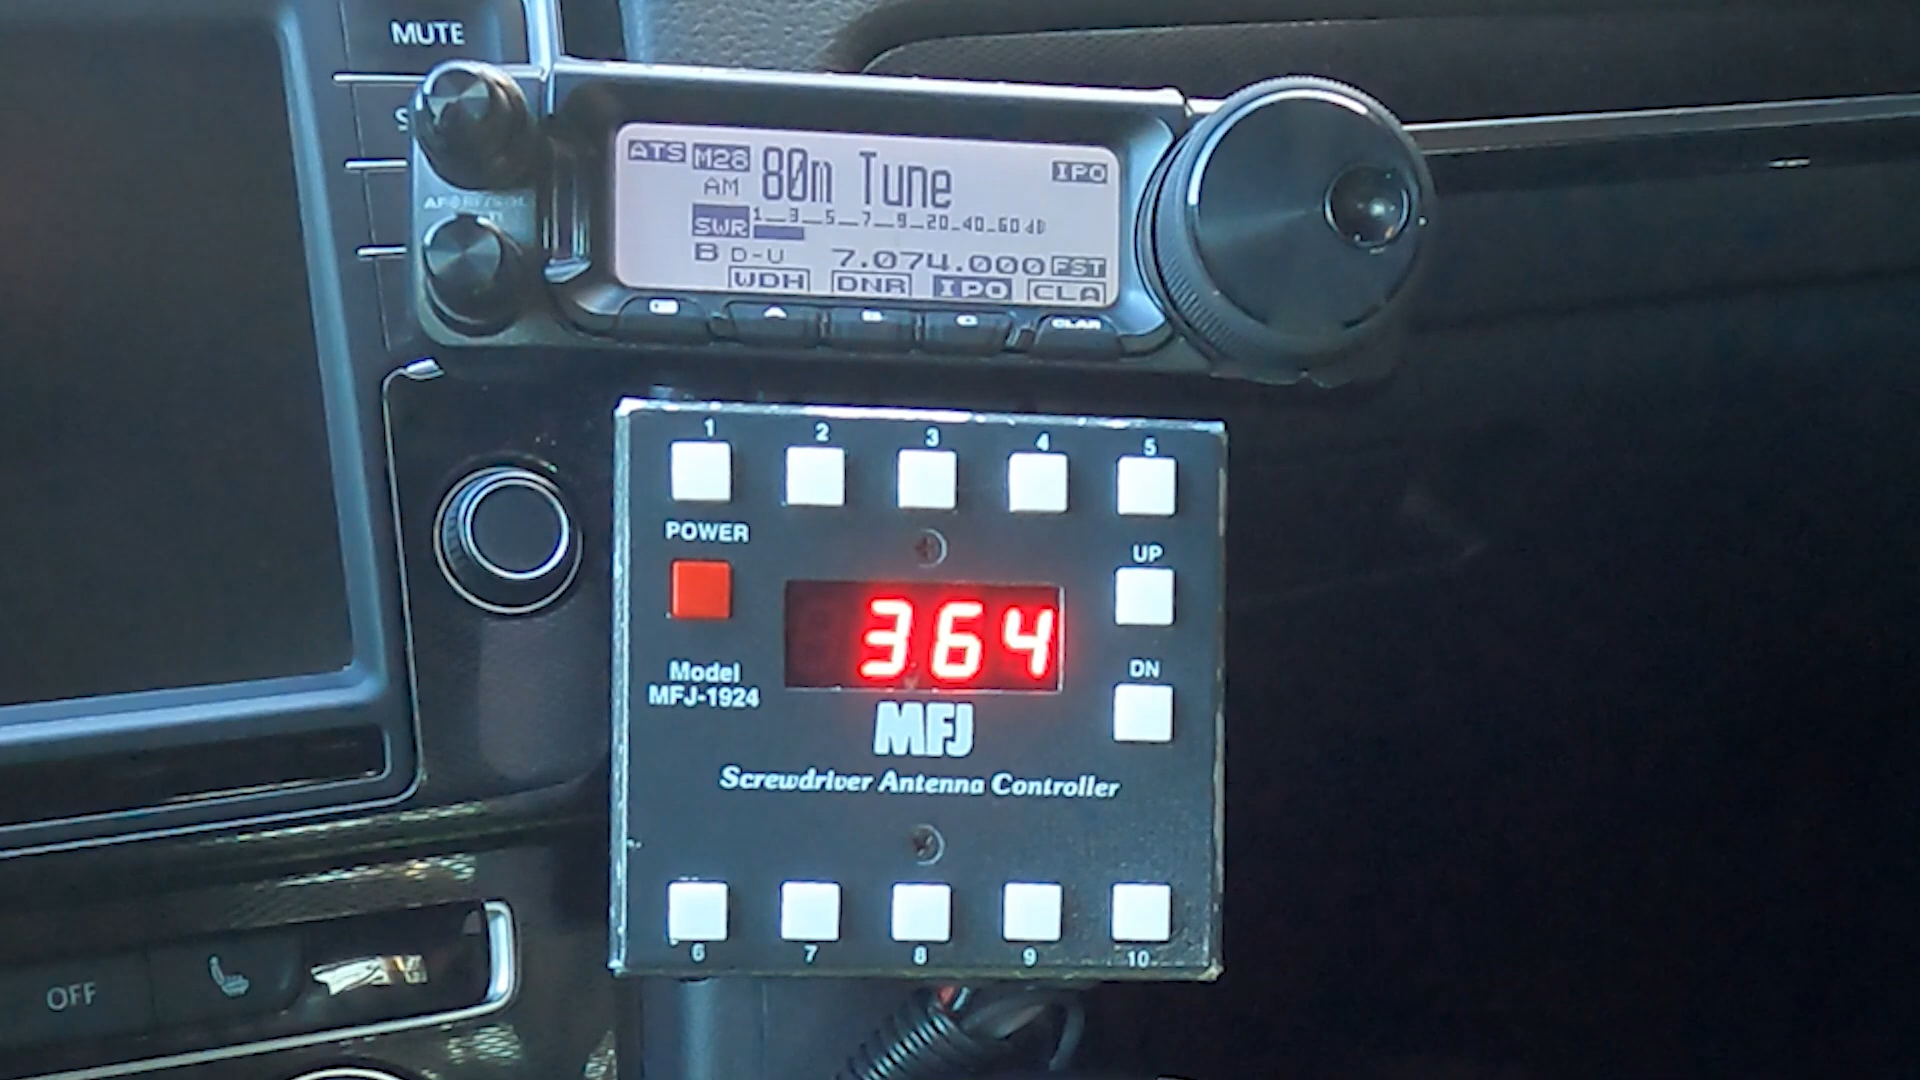 MUTE
ATS M26 80m Tune IPO
AM
SWR 1__3__5__7__9_20_40_60dB
B D-U 7.074.000 FST
WDH DNR IPO CLA
A B C CLAR
1 2 3 4 5
POWER
UP
364
DN
Model
MFJ-1924
MFJ
Screwdriver Antenna Controller
6 7 8 9 10
OFF